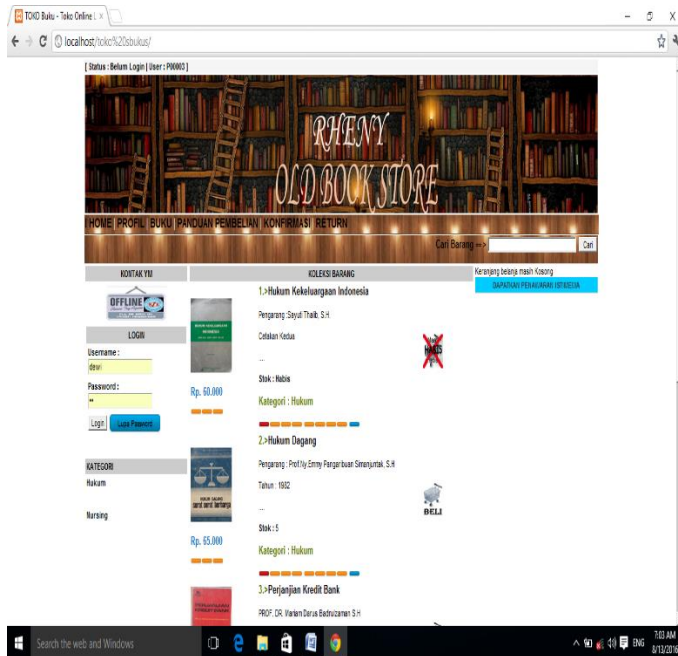 TOKO Buku - Toko Online L
localhost/toko%20sbukus/
[ Status : Belum Login | User : P00003 ]
RHENY
OLD BOOK STORE
HOME| PROFIL| BUKU |PANDUAN PEMBELIAN| KONFIRMASI| RETURN
Cari Barang => Cari
KONTAK YM
OFFLINE
LOGIN
Username :
dewi
Password :
Login Lupa Password
KATEGORI
Hukum
Nursing
KOLEKSI BARANG
1.>Hukum Kekeluargaan Indonesia
Pengarang : Sayuti Thalib, S.H
Cetakan Kedua
...
Stok : Habis
Kategori : Hukum
Rp. 60.000
HABIS
2.>Hukum Dagang
Pengarang : Prof.Ny.Emmy Pangaribuan Simanjuntak, S.H
Tahun : 1982
...
Stok : 5
Kategori : Hukum
Rp. 65.000
BELI
3.>Perjanjian Kredit Bank
PROF. DR. Mariam Darus Badrulzaman S.H
Keranjang belanja masih Kosong
DAPATKAN PENAWARAN ISTIMEWA
Search the web and Windows
ENG
7:03 AM
8/13/2016